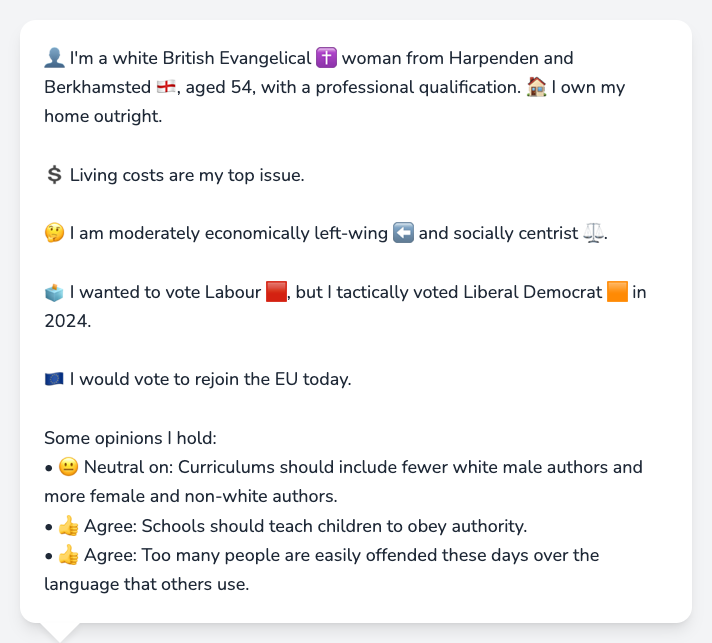 👤 I'm a white British Evangelical ✝️ woman from Harpenden and
Berkhamsted 🏴󠁧󠁢󠁥󠁮󠁧󠁿, aged 54, with a professional qualification. 🏠 I own my
home outright.
💲 Living costs are my top issue.
🤔 I am moderately economically left-wing ⬅️ and socially centrist ⚖️.
🗳️ I wanted to vote Labour 🟥, but I tactically voted Liberal Democrat 🟧 in
2024.
🇪🇺 I would vote to rejoin the EU today.
Some opinions I hold:
• 😐 Neutral on: Curriculums should include fewer white male authors and
more female and non-white authors.
• 👍 Agree: Schools should teach children to obey authority.
• 👍 Agree: Too many people are easily offended these days over the
language that others use.